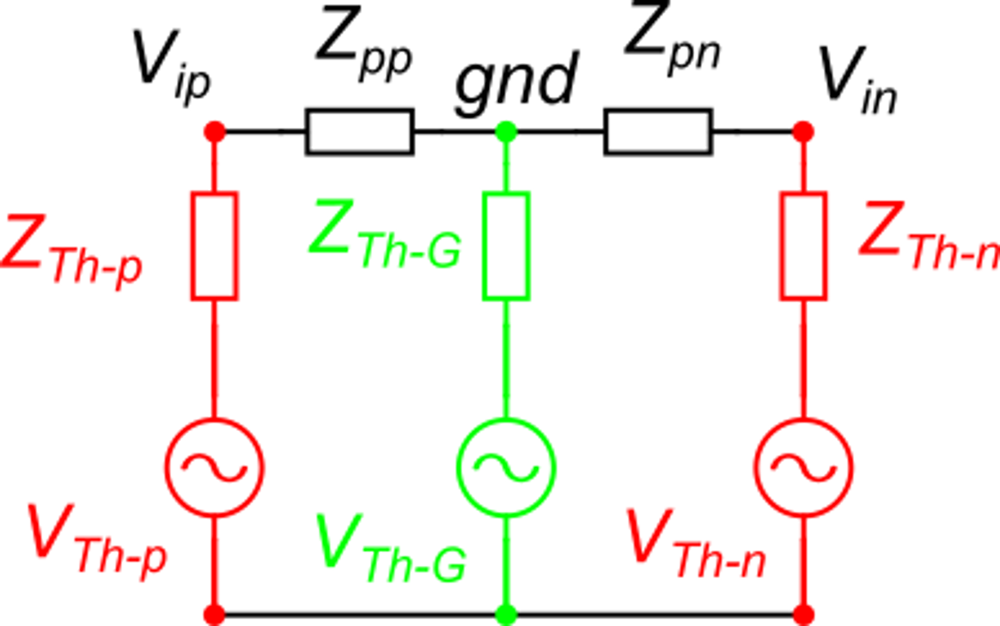 V_ip
Z_pp
gnd
Z_pn
V_in
Z_Th-p
Z_Th-G
Z_Th-n
V_Th-p
V_Th-G
V_Th-n